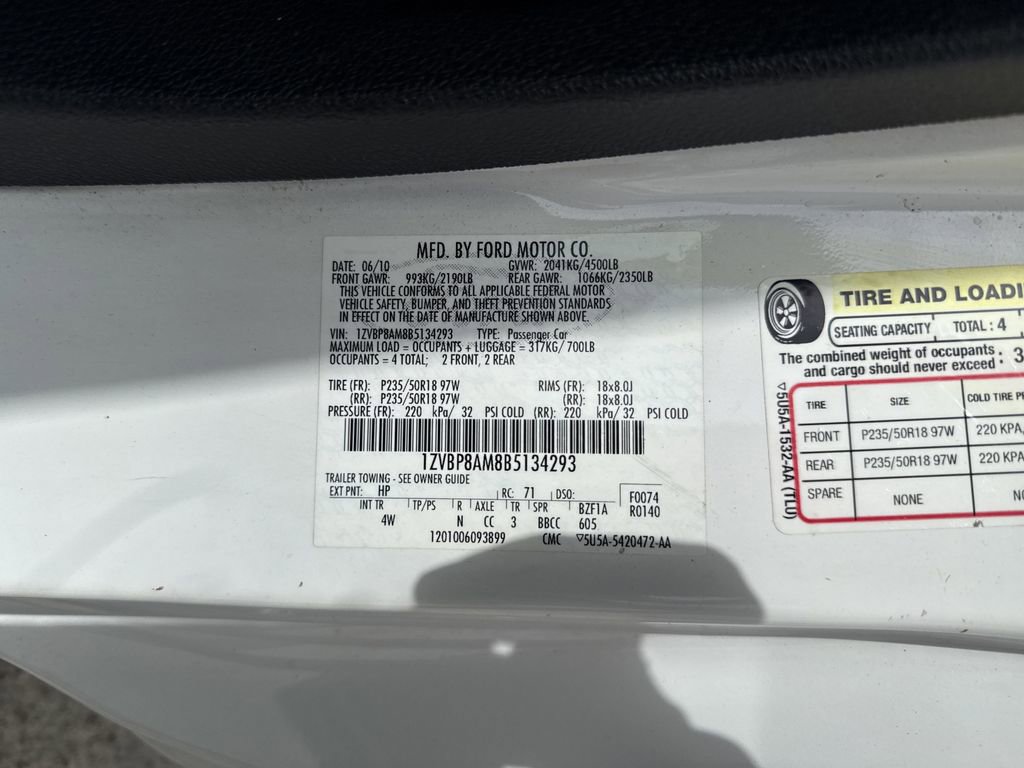 MFD. BY FORD MOTOR CO.
DATE: 06/10 GVWR: 2041KG/4500LB
FRONT GAWR: 993KG/2190LB REAR GAWR: 1066KG/2350LB
THIS VEHICLE CONFORMS TO ALL APPLICABLE FEDERAL MOTOR
VEHICLE SAFETY, BUMPER, AND THEFT PREVENTION STANDARDS
IN EFFECT ON THE DATE OF MANUFACTURE SHOWN ABOVE.
VIN: 1ZVBP8AM8B5134293 TYPE: Passenger Car
MAXIMUM LOAD = OCCUPANTS + LUGGAGE = 317KG/700LB
OCCUPANTS = 4 TOTAL; 2 FRONT, 2 REAR
TIRE (FR): P235/50R18 97W RIMS (FR): 18x8.0J
(RR): P235/50R18 97W (RR): 18x8.0J
PRESSURE (FR): 220 kPa/ 32 PSI COLD (RR): 220 kPa/ 32 PSI COLD
1ZVBP8AM8B5134293
TRAILER TOWING - SEE OWNER GUIDE
EXT PNT: HP RC: 71 DSO: F0074
INT TR TP/PS R AXLE TR SPR BZF1A R0140
4W N CC 3 BBCC 605
1201006093899 CMC ▽5U5A-5420472-AA
TIRE AND LOADI
SEATING CAPACITY TOTAL: 4
The combined weight of occupants
and cargo should never exceed : 3
TIRE SIZE COLD TIRE
FRONT P235/50R18 97W 220 KPA,
REAR P235/50R18 97W 220 KPA
SPARE NONE
▽5U5A-1532-AA (TL0)